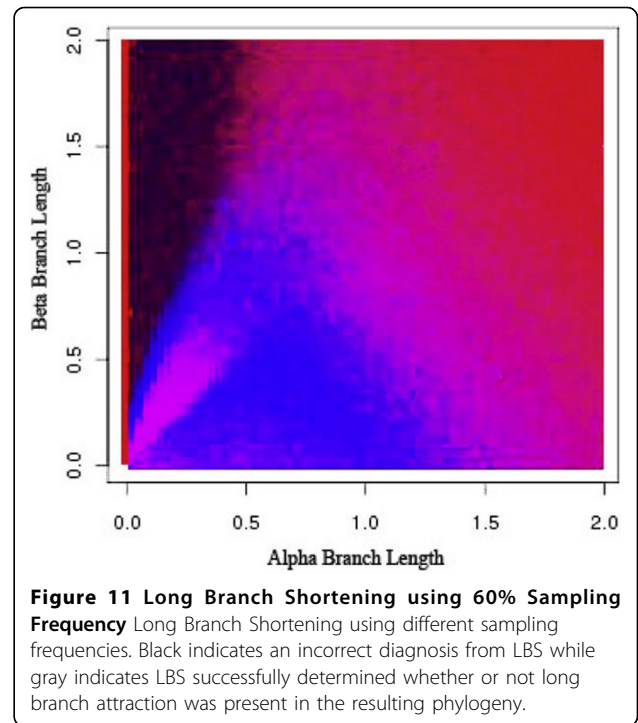 2.0
1.5
1.0
0.5
0.0
Beta Branch Length
0.0 0.5 1.0 1.5 2.0
Alpha Branch Length
Figure 11 Long Branch Shortening using 60% Sampling
Frequency Long Branch Shortening using different sampling
frequencies. Black indicates an incorrect diagnosis from LBS while
gray indicates LBS successfully determined whether or not long
branch attraction was present in the resulting phylogeny.